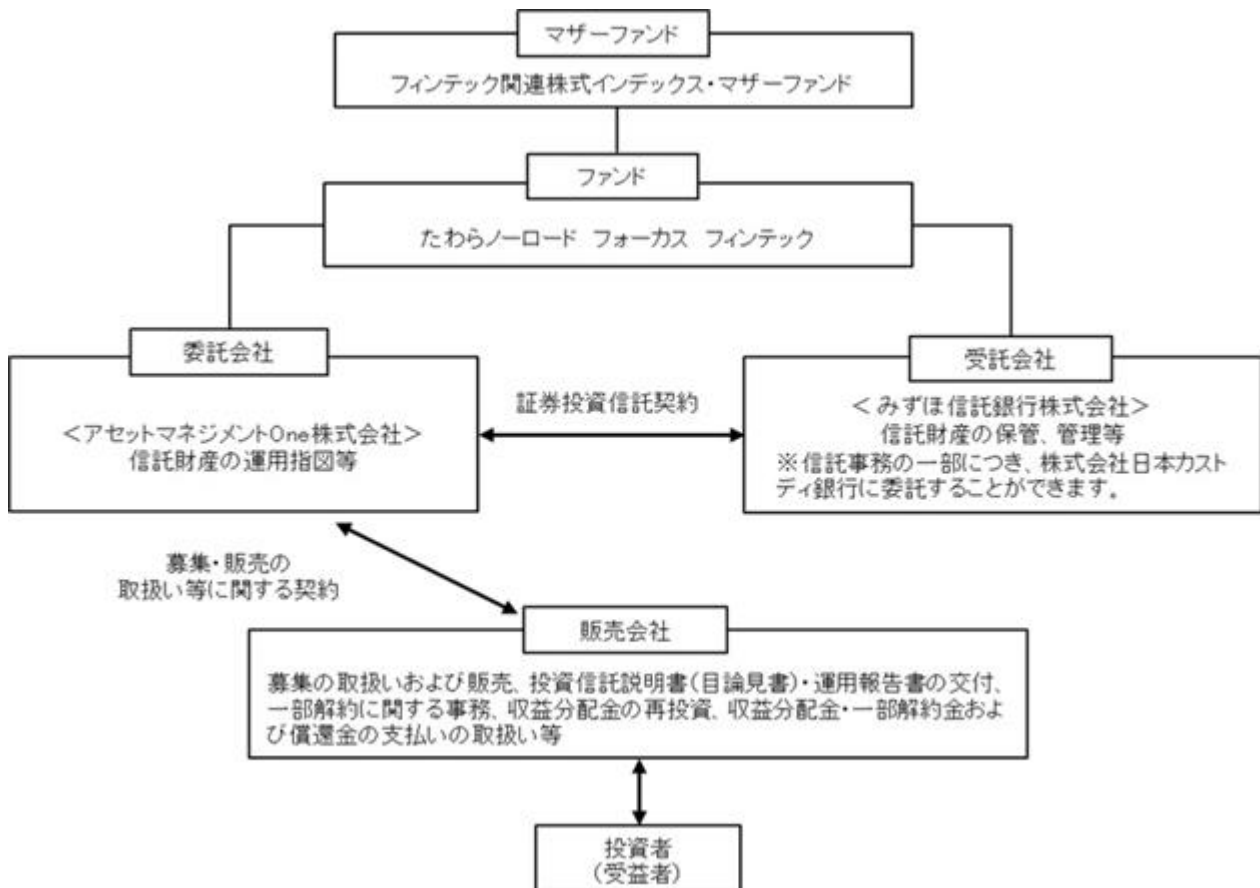 マザーファンド
フィンテック関連株式インデックス・マザーファンド
ファンド
たわらノーロード フォーカス フィンテック
委託会社
<アセットマネジメントOne株式会社>
信託財産の運用指図等
証券投資信託契約
受託会社
<みずほ信託銀行株式会社>
信託財産の保管、管理等
※信託事務の一部につき、株式会社日本カスト
ディ銀行に委託することができます。
募集・販売の
取扱い等に関する契約
販売会社
募集の取扱いおよび販売、投資信託説明書(目論見書)・運用報告書の交付、
一部解約に関する事務、収益分配金の再投資、収益分配金・一部解約金およ
び償還金の支払いの取扱い等
投資者
(受益者)